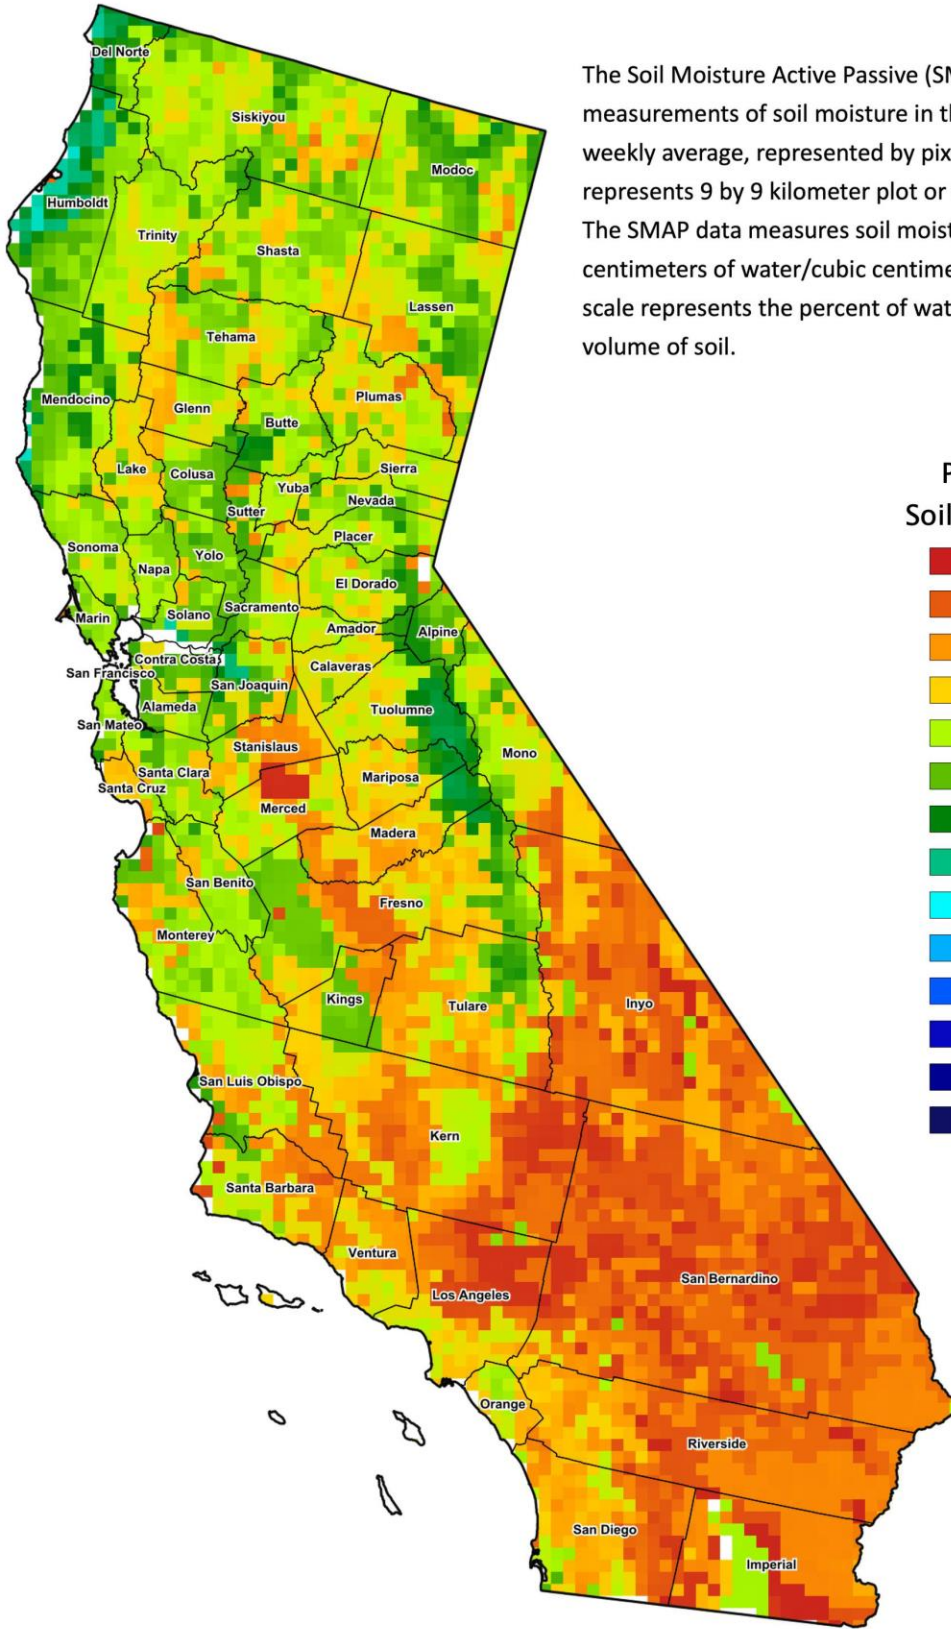 The Soil Moisture Active Passive (SM
measurements of soil moisture in th
weekly average, represented by pix
represents 9 by 9 kilometer plot or
The SMAP data measures soil moist
centimeters of water/cubic centime
scale represents the percent of wat
volume of soil.
P
Soil
Del Norte
Siskiyou
Modoc
Humboldt
Trinity
Shasta
Lassen
Tehama
Plumas
Mendocino
Glenn
Butte
Lake
Colusa
Sierra
Yuba
Nevada
Sutter
Placer
Sonoma
Yolo
Napa
El Dorado
Sacramento
Solano
Marin
Amador
Alpine
Contra Costa
Calaveras
San Francisco
San Joaquin
Alameda
Tuolumne
San Mateo
Stanislaus
Mono
Santa Clara
Mariposa
Santa Cruz
Merced
Madera
San Benito
Fresno
Monterey
Kings
Tulare
Inyo
San Luis Obispo
Kern
Santa Barbara
Ventura
San Bernardino
Los Angeles
Orange
Riverside
San Diego
Imperial